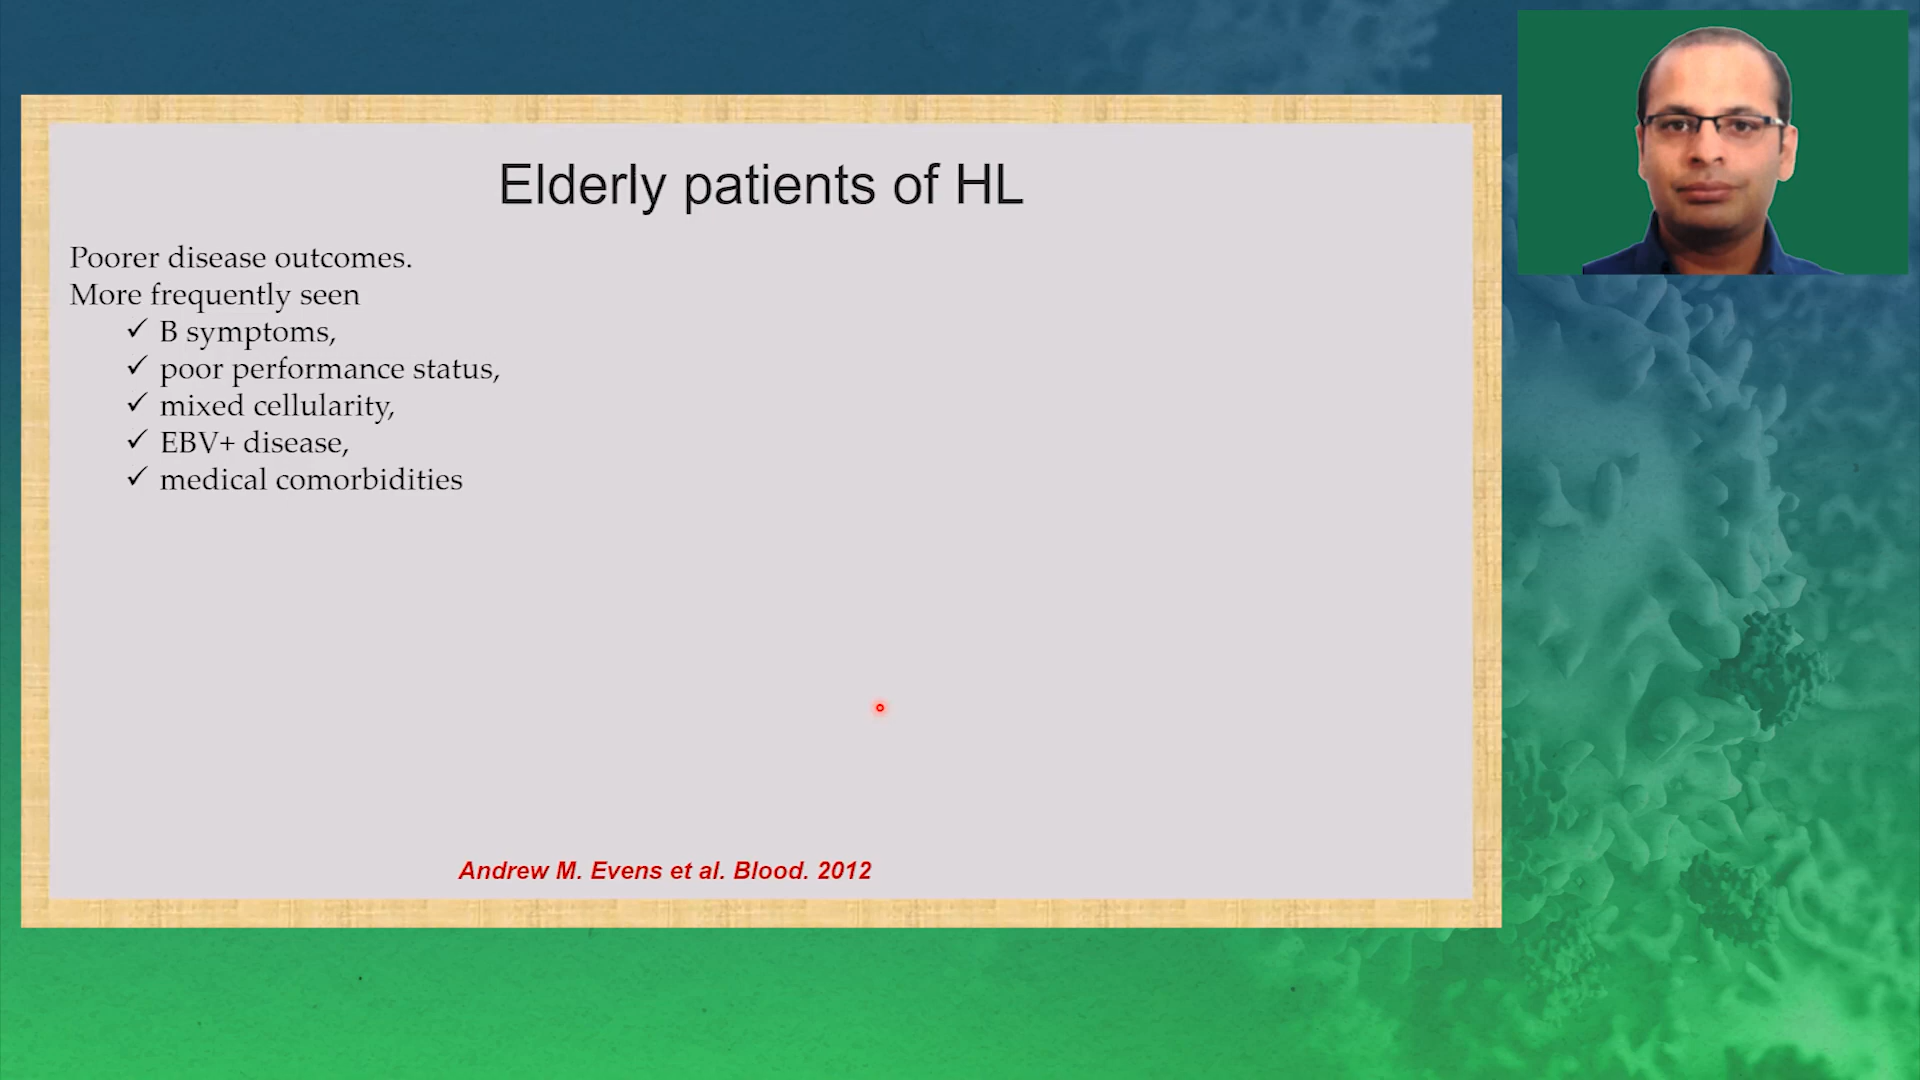 Elderly patients of HL
Poorer disease outcomes.
More frequently seen
✓ B symptoms,
✓ poor performance status,
✓ mixed cellularity,
✓ EBV+ disease,
✓ medical comorbidities
Andrew M. Evens et al. Blood. 2012